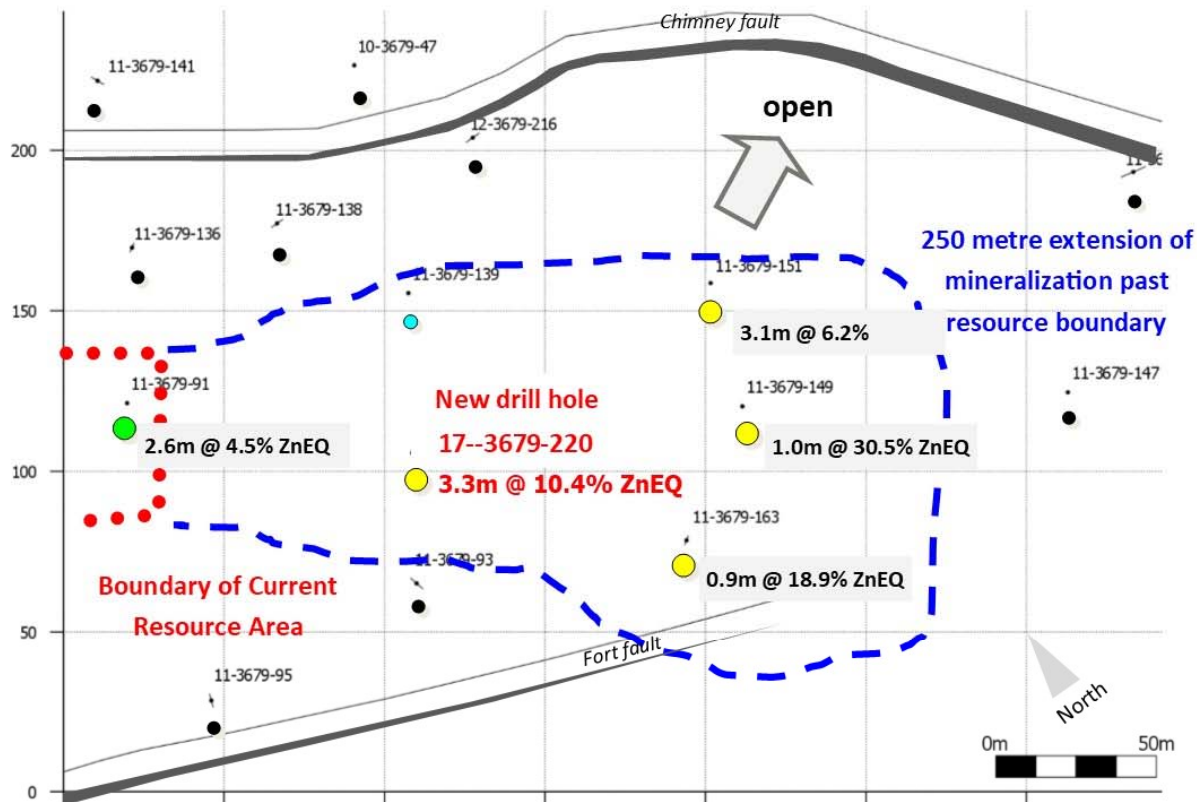 Chimney fault
10-3679-47
11-3679-141
open
12-3679-216
200
11-3679-138
11-3679-136
250 metre extension of
mineralization past
resource boundary
11-3679-139
11-3679-151
150
3.1m @ 6.2%
11-3679-91
11-3679-149
11-3679-147
New drill hole
17--3679-220
3.3m @ 10.4% ZnEQ
2.6m @ 4.5% ZnEQ
1.0m @ 30.5% ZnEQ
100
11-3679-163
11-3679-93
0.9m @ 18.9% ZnEQ
Boundary of Current
Resource Area
50
Fort fault
11-3679-95
North
0m
50m
0